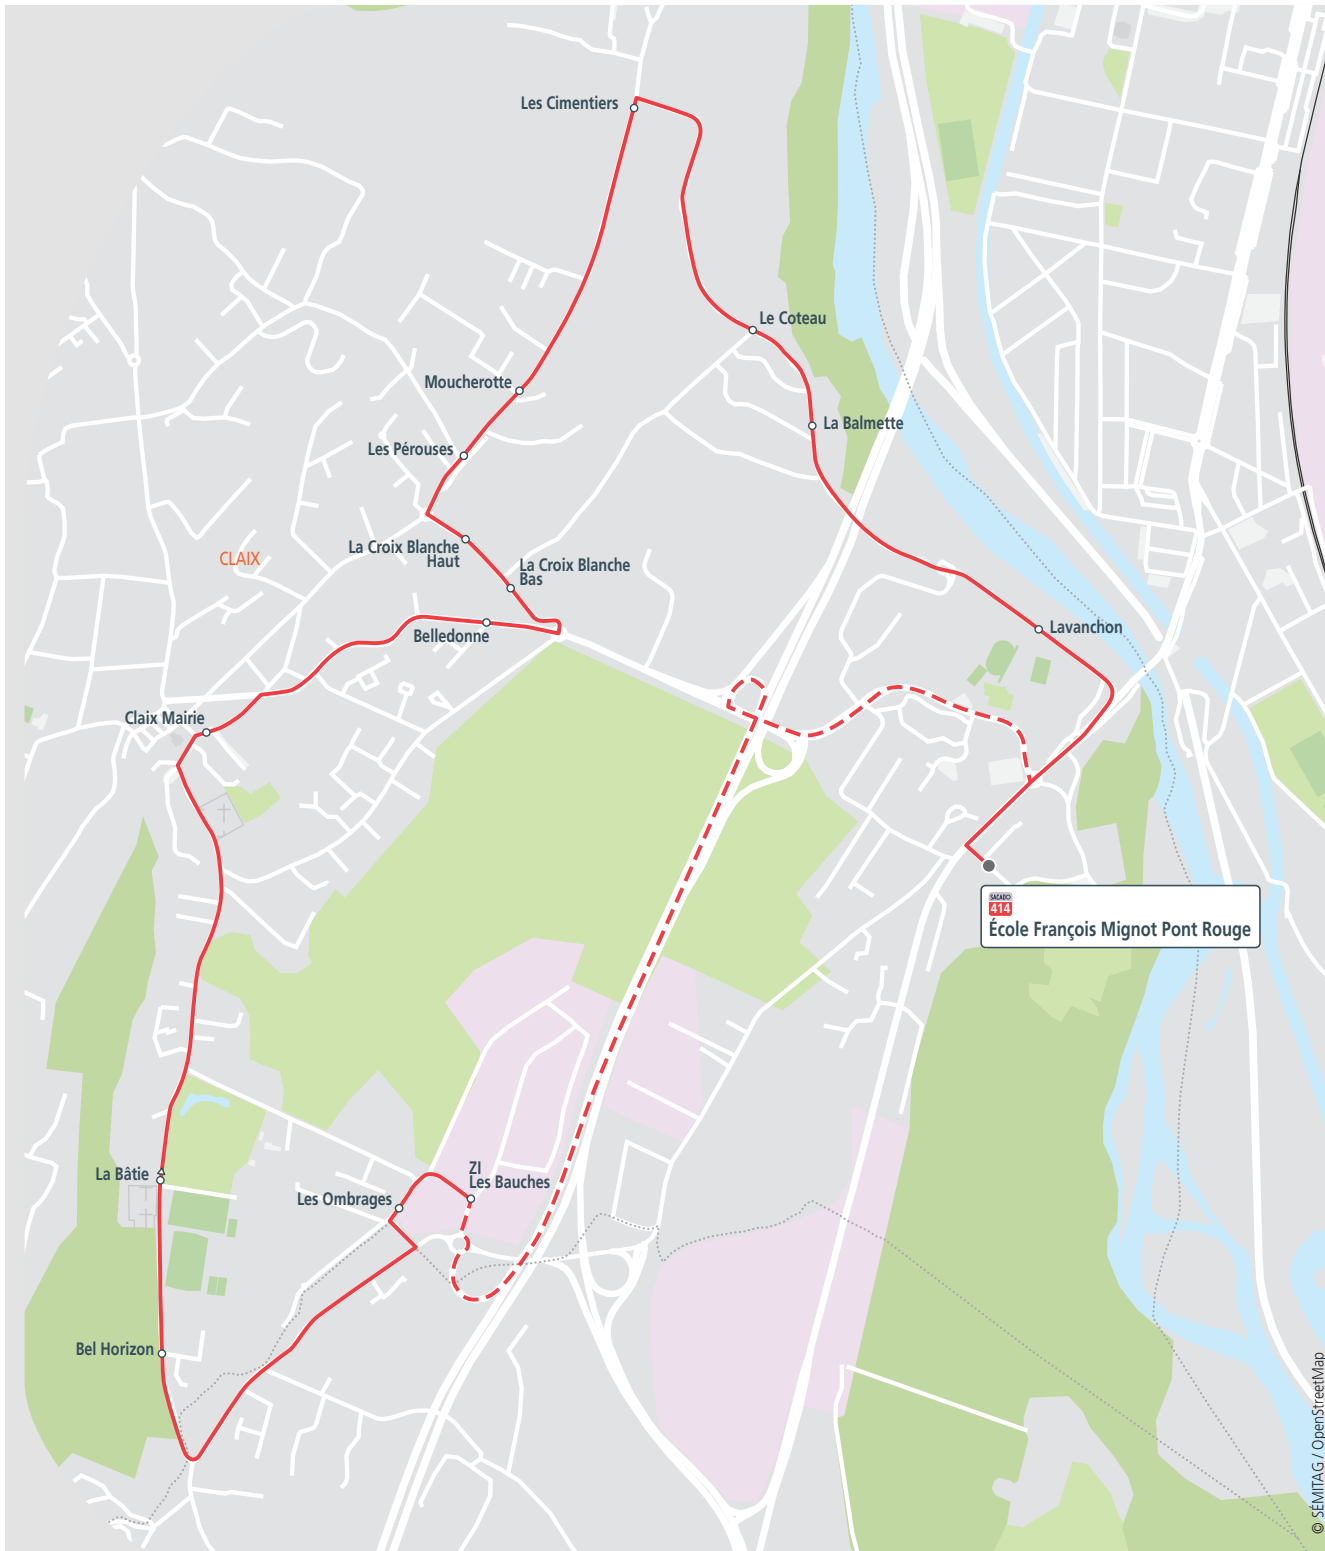 Les Cimentiers
Le Coteau
Moucherotte
La Balmette
Les Pérouses
La Croix Blanche
Haut
La Croix Blanche
Bas
CLAIX
Lavanchon
Belledonne
Claix Mairie
SACADO
414
École François Mignot Pont Rouge
La Bâtie
ZI
Les Bauches
Les Ombrages
Bel Horizon
© SÉMITAG / OpenStreetMap